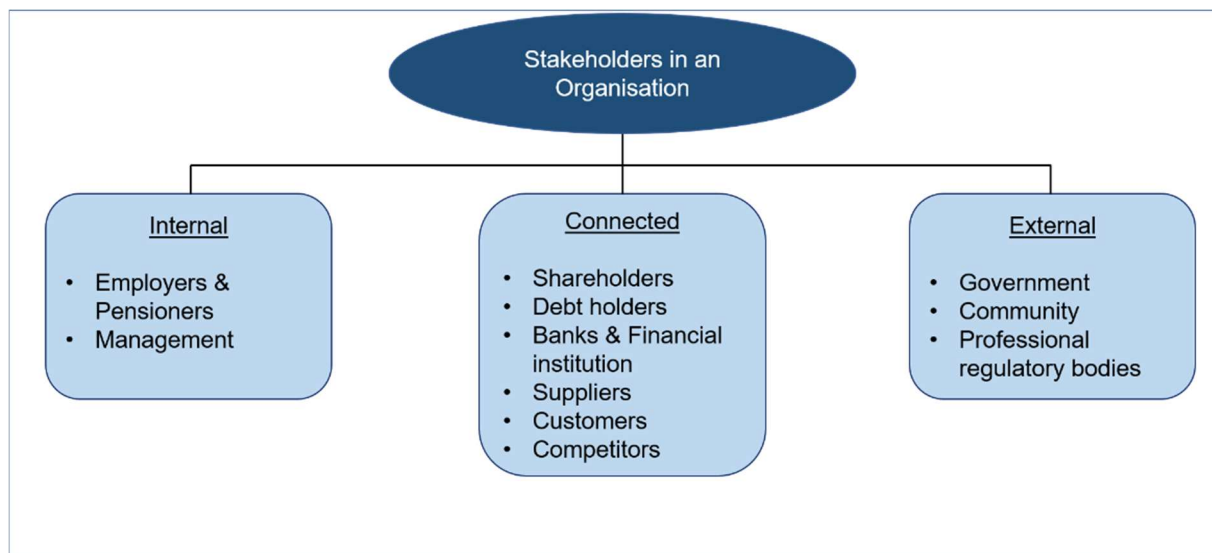 Stakeholders in an
Organisation
Internal
• Employers &
Pensioners
• Management
Connected
• Shareholders
• Debt holders
• Banks & Financial
institution
• Suppliers
• Customers
• Competitors
External
• Government
• Community
• Professional
regulatory bodies